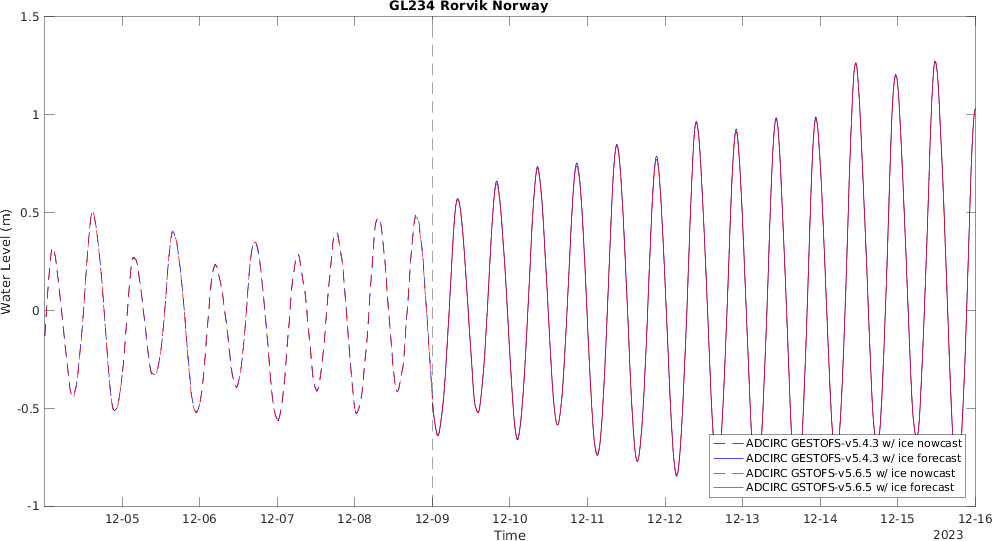 GL234 Rorvik Norway
1.5
1
0.5
0
-0.5
-1
Water Level (m)
12-05 12-06 12-07 12-08 12-09 12-10 12-11 12-12 12-13 12-14 12-15 12-16
Time
2023
ADCIRC GESTOFS-v5.4.3 w/ ice nowcast
ADCIRC GESTOFS-v5.4.3 w/ ice forecast
ADCIRC GSTOFS-v5.6.5 w/ ice nowcast
ADCIRC GSTOFS-v5.6.5 w/ ice forecast